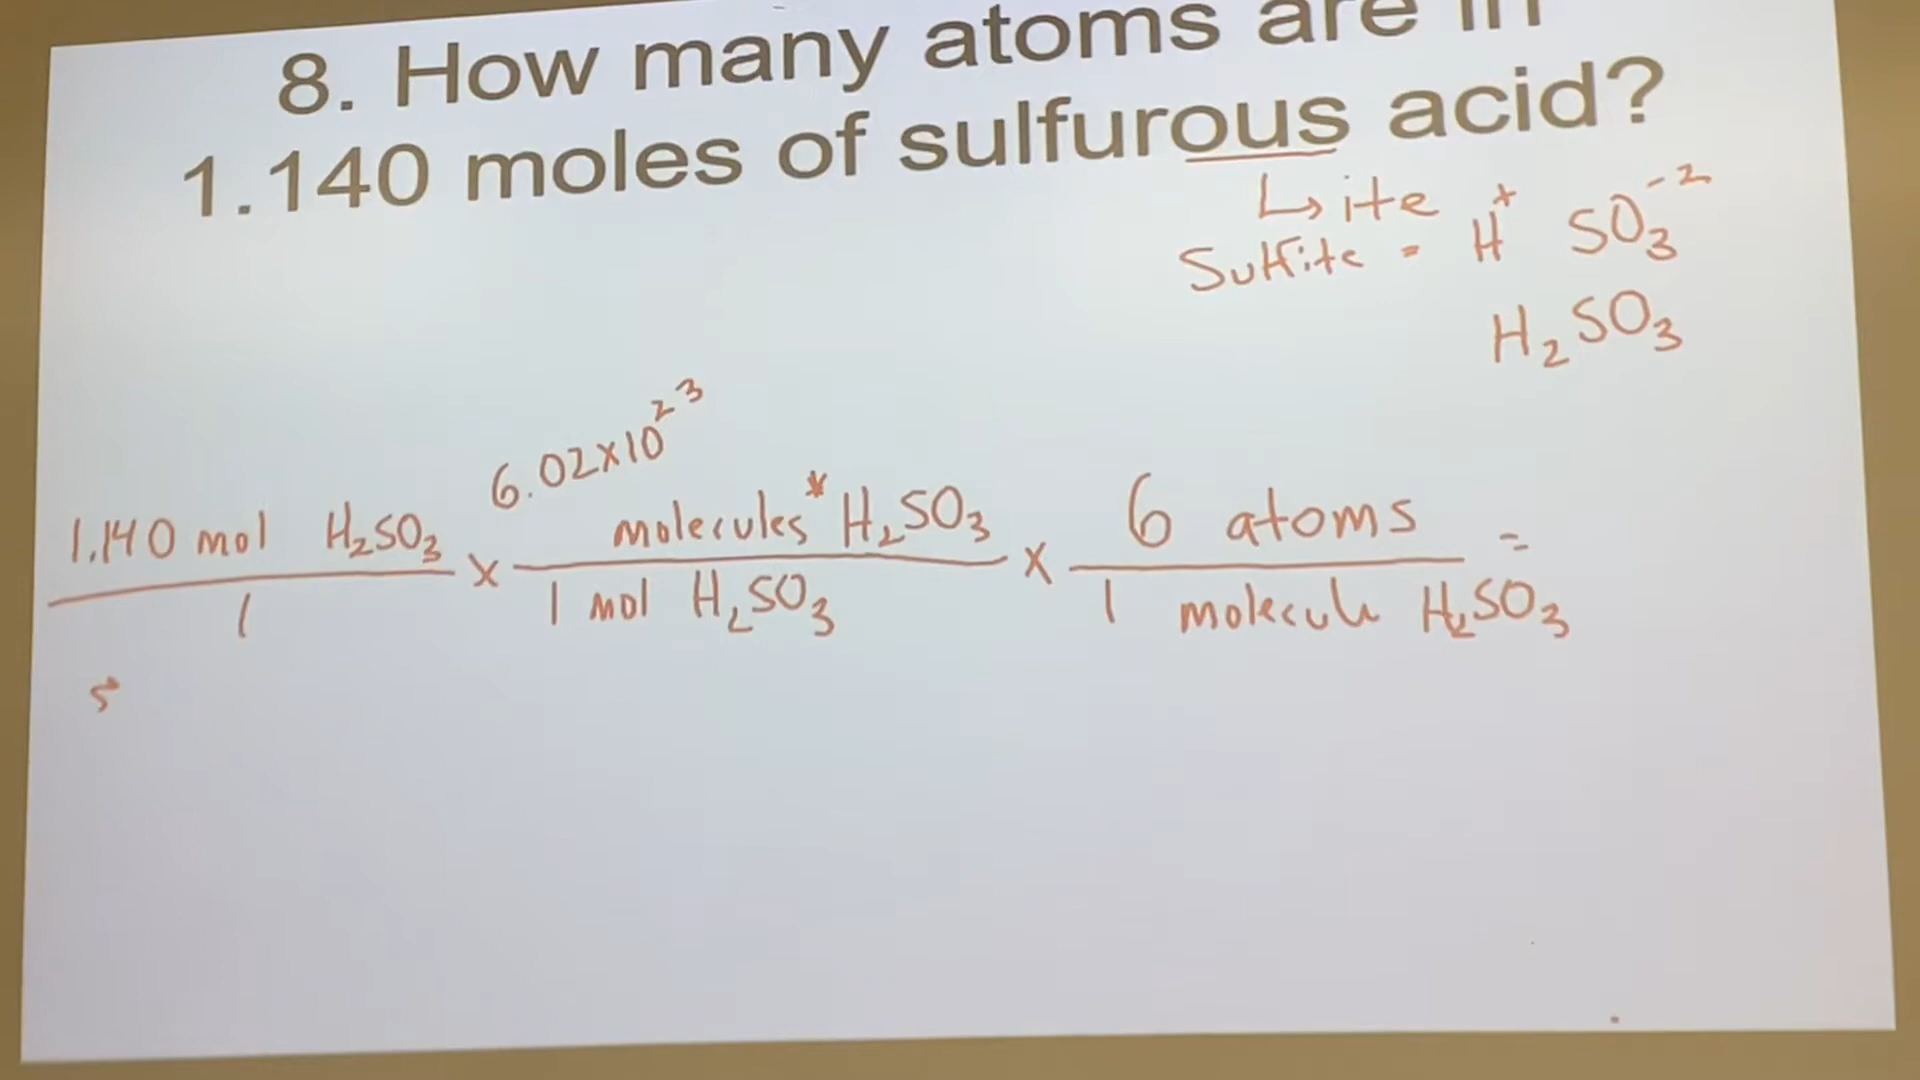 8. How many atoms are in
1.140 moles of sulfurous acid?
↳ ite
Sulfite = H⁺ SO₃⁻²
H₂SO₃
6.02x10²³
1.140 mol H₂SO₃ x molecules* H₂SO₃ x 6 atoms =
1 1 mol H₂SO₃ 1 molecule H₂SO₃